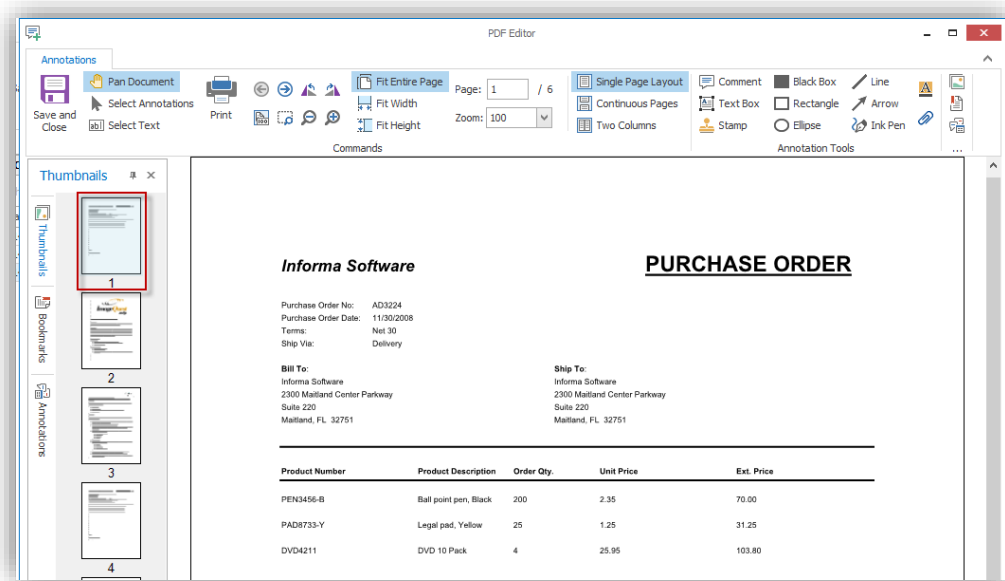 PDF Editor
Annotations
Save and Close
Pan Document
Select Annotations
Select Text
Print
Fit Entire Page
Fit Width
Fit Height
Page: 1 / 6
Zoom: 100
Single Page Layout
Continuous Pages
Two Columns
Comment
Text Box
Stamp
Black Box
Rectangle
Ellipse
Line
Arrow
Ink Pen
Commands
Annotation Tools
...
Thumbnails
Thumbnails
Bookmarks
Annotations
1
2
3
4
Informa Software
PURCHASE ORDER
Purchase Order No: AD3224
Purchase Order Date: 11/30/2008
Terms: Net 30
Ship Via: Delivery
Bill To:
Informa Software
2300 Maitland Center Parkway
Suite 220
Maitland, FL 32751
Ship To:
Informa Software
2300 Maitland Center Parkway
Suite 220
Maitland, FL 32751
Product Number Product Description Order Qty. Unit Price Ext. Price
PEN3456-B Ball point pen, Black 200 2.35 70.00
PAD8733-Y Legal pad, Yellow 25 1.25 31.25
DVD4211 DVD 10 Pack 4 25.95 103.80